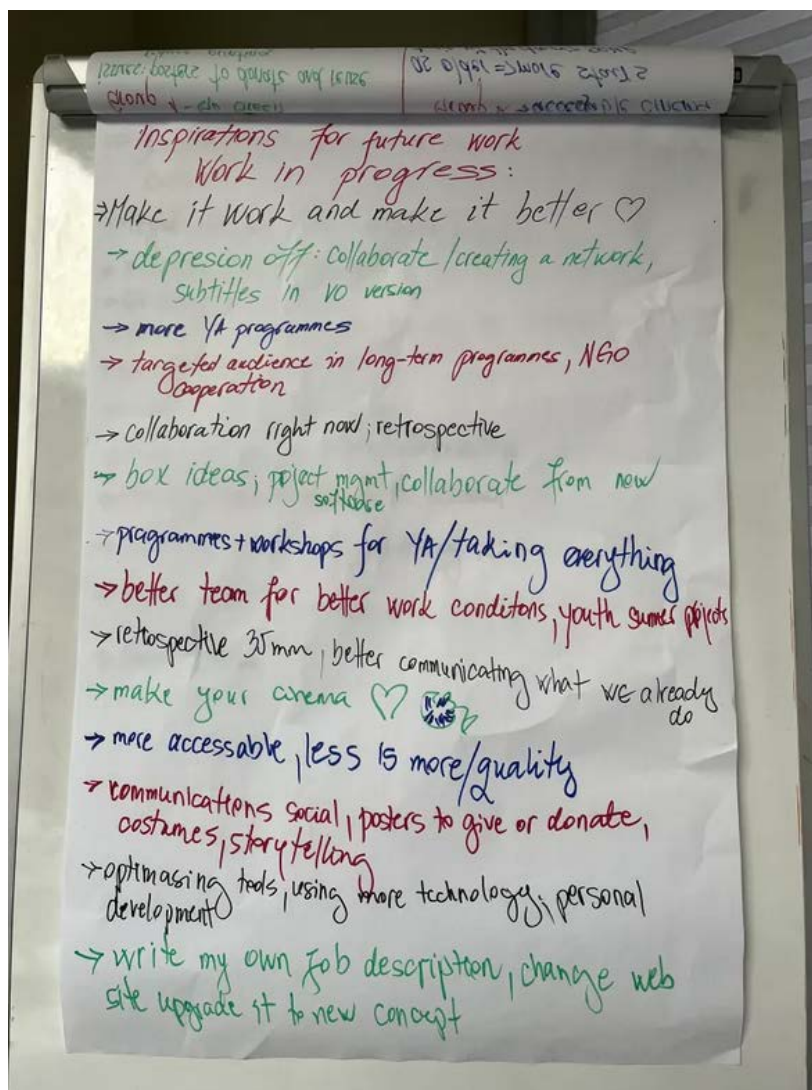 Inspirations for future work
Work in progress:
→Make it work and make it better ♡
→ depresion off: collaborate/creating a network,
subtitles in VO version
→ more YA programmes
→ targeted audience in long-term programmes, NGO
cooperation
→ collaboration right now; retrospective
→ box ideas; poject mgmt, collaborate from now
software
→ programmes + workshops for YA/taking everything
→ better team for better work conditons, youth summer projects
→ retrospective 35mm, better communicating what we already
do
→ make your cinema ♡
→ more accessable, less is more/quality
→ communications social, posters to give or donate,
costumes, storytelling
→ optimasing tools, using more technology; personal
development
→ write my own job description, change web
site upgrade it to new concept